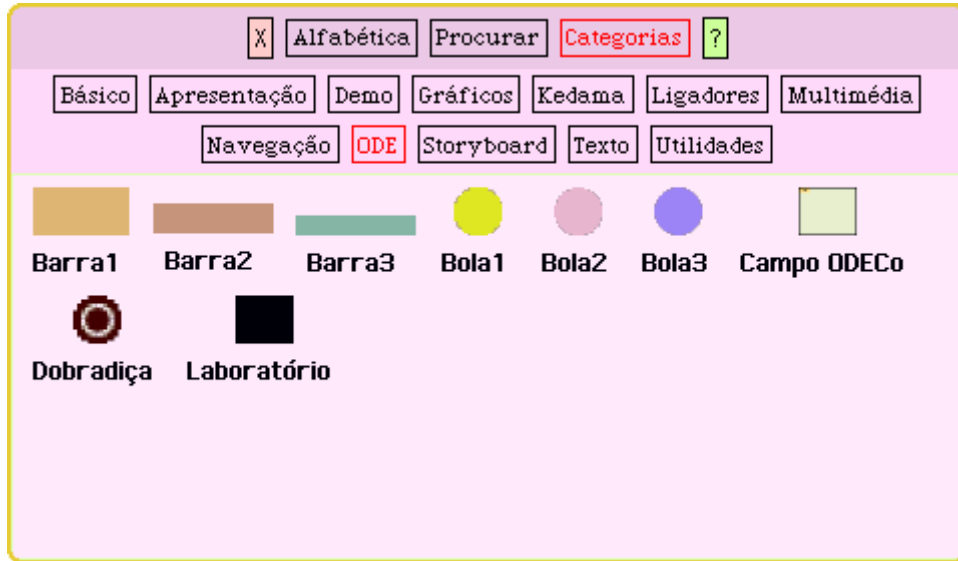 X Alfabética Procurar Categorias ?
Básico Apresentação Demo Gráficos Kedama Ligadores Multimédia
Navegação ODE Storyboard Texto Utilidades
Barra1 Barra2 Barra3 Bola1 Bola2 Bola3 Campo ODECo
Dobradiça Laboratório